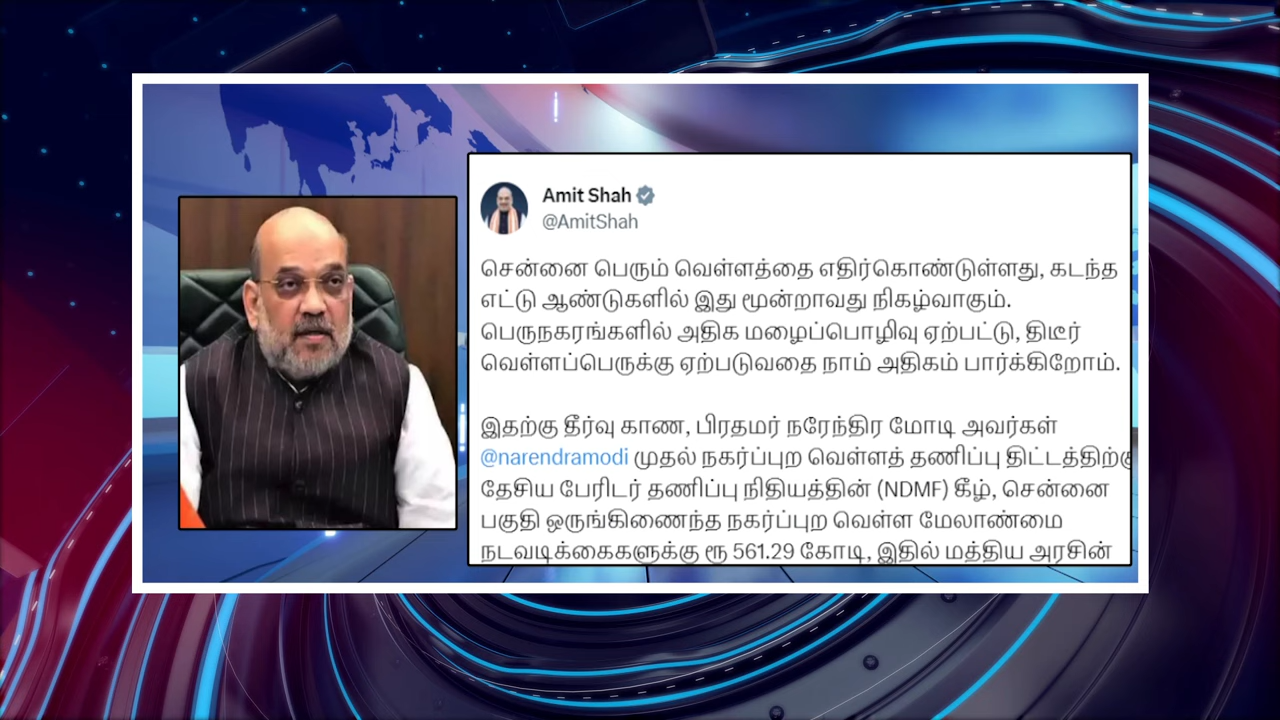 Amit Shah
@AmitShah
சென்னை பெரும் வெள்ளத்தை எதிர்கொண்டுள்ளது, கடந்த
எட்டு ஆண்டுகளில் இது மூன்றாவது நிகழ்வாகும்.
பெருநகரங்களில் அதிக மழைப்பொழிவு ஏற்பட்டு, திடீர்
வெள்ளப்பெருக்கு ஏற்படுவதை நாம் அதிகம் பார்க்கிறோம்.
இதற்கு தீர்வு காண, பிரதமர் நரேந்திர மோடி அவர்கள்
@narendramodi முதல் நகர்ப்புற வெள்ளத் தணிப்பு திட்டத்திற்கு
தேசிய பேரிடர் தணிப்பு நிதியத்தின் (NDMF) கீழ், சென்னை
பகுதி ஒருங்கிணைந்த நகர்ப்புற வெள்ள மேலாண்மை
நடவடிக்கைகளுக்கு ரூ 561.29 கோடி, இதில் மத்திய அரசின்